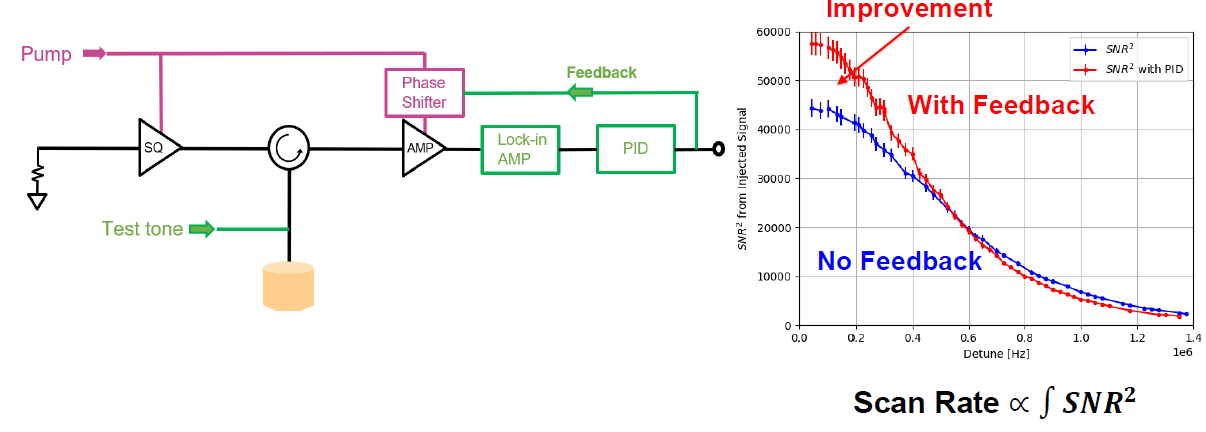 Pump
Phase
Shifter
Feedback
SQ
AMP
Lock-in
AMP
PID
Test tone
Improvement
SNR² from Injected Signal
60000
50000
40000
30000
20000
10000
0
SNR²
SNR² with PID
With Feedback
No Feedback
0.0 0.2 0.4 0.6 0.8 1.0 1.2 1.4
1e6
Detune [Hz]
Scan Rate ∝ ∫ SNR²